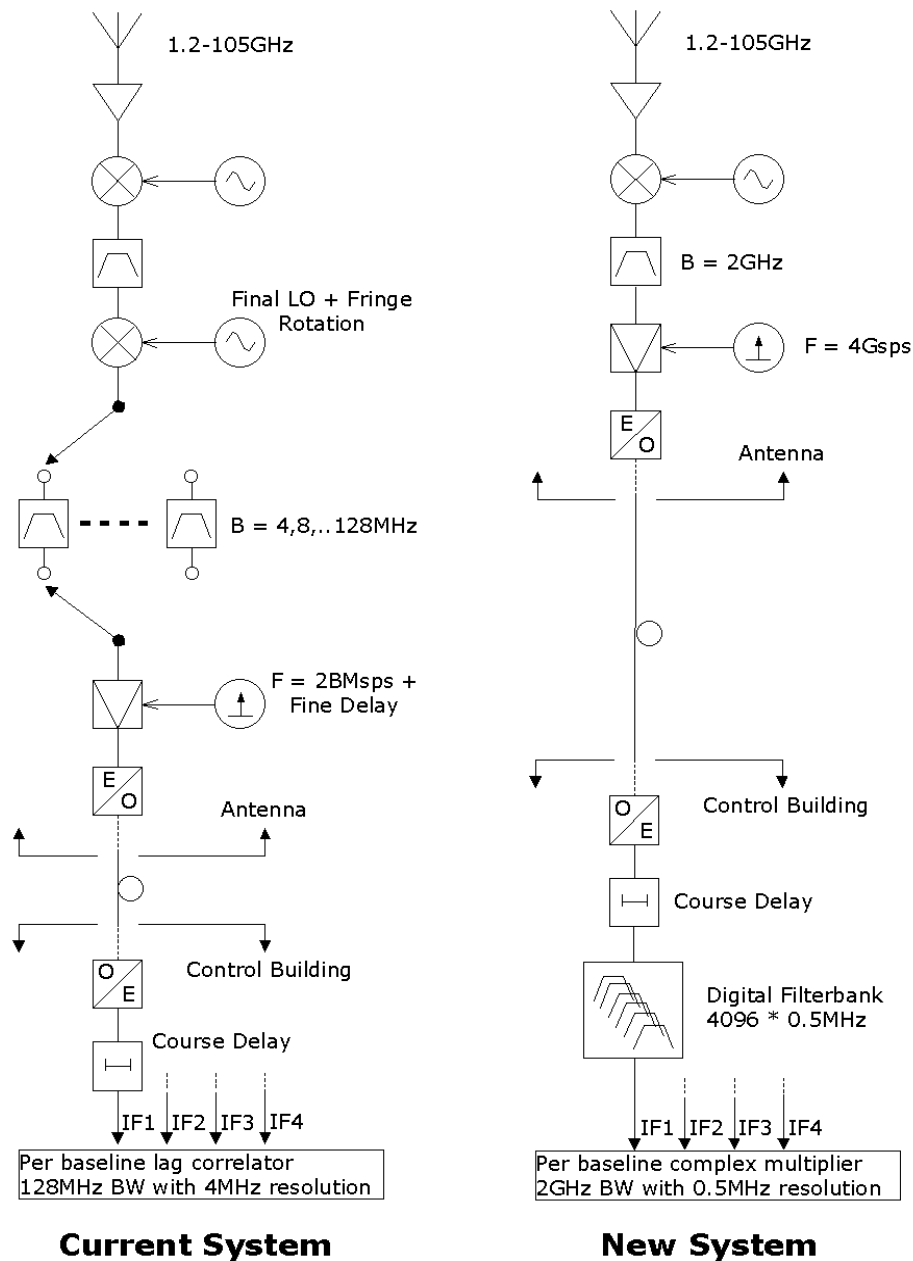 1.2-105GHz
Final LO + Fringe
Rotation
B = 4,8,..128MHz
F = 2BMsps +
Fine Delay
E
O
Antenna
Control Building
O
E
Course Delay
IF1 IF2 IF3 IF4
Per baseline lag correlator
128MHz BW with 4MHz resolution
Current System
1.2-105GHz
B = 2GHz
F = 4Gsps
E
O
Antenna
Control Building
O
E
Course Delay
Digital Filterbank
4096 * 0.5MHz
IF1 IF2 IF3 IF4
Per baseline complex multiplier
2GHz BW with 0.5MHz resolution
New System